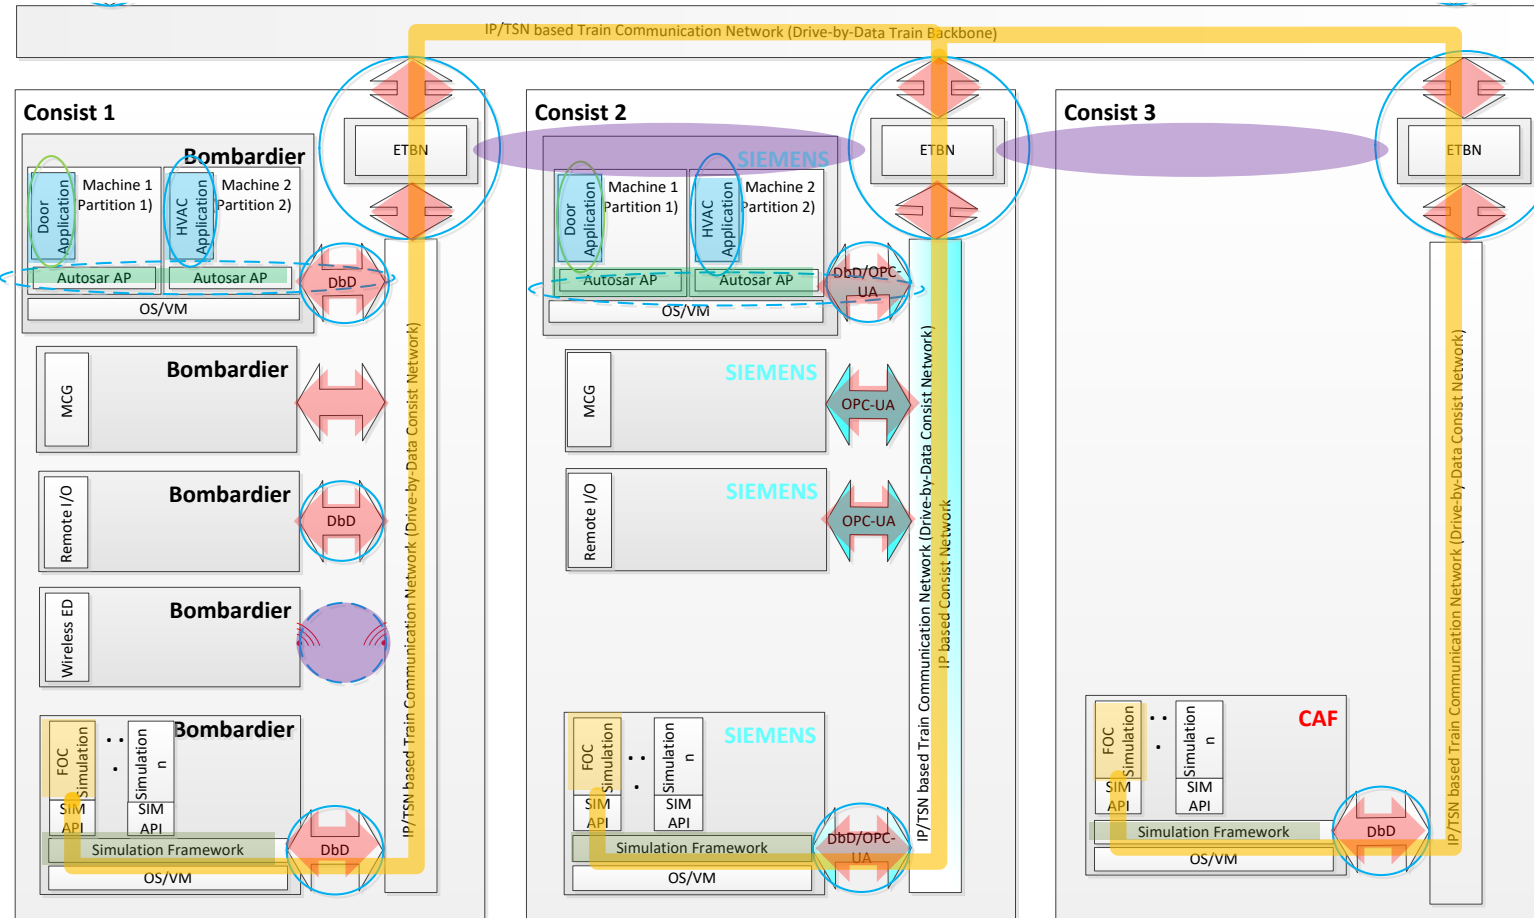 IP/TSN based Train Communication Network (Drive-by-Data Train Backbone)
Consist 1
Bombardier
Door
Application
Machine 1
Partition 1)
HVAC
Application
Machine 2
Partition 2)
Autosar AP
Autosar AP
OS/VM
DbD
ETBN
Bombardier
MCG
Bombardier
Remote I/O
DbD
Bombardier
Wireless ED
Bombardier
FOC
Simulation
. .
.
Simulation
n
SIM
API
SIM
API
Simulation Framework
OS/VM
DbD
IP/TSN based Train Communication Network (Drive-by-Data Consist Network)
Consist 2
SIEMENS
Door
Application
Machine 1
Partition 1)
HVAC
Application
Machine 2
Partition 2)
Autosar AP
Autosar AP
OS/VM
DbD/OPC-
UA
ETBN
SIEMENS
MCG
OPC-UA
SIEMENS
Remote I/O
OPC-UA
SIEMENS
FOC
Simulation
. .
.
Simulation
n
SIM
API
SIM
API
Simulation Framework
OS/VM
DbD/OPC-
UA
IP/TSN based Train Communication Network (Drive-by-Data Consist Network)
IP based Consist Network
Consist 3
ETBN
CAF
FOC
Simulation
. .
.
Simulation
n
SIM
API
SIM
API
Simulation Framework
OS/VM
DbD
IP/TSN based Train Communication Network (Drive-by-Data Consist Network)